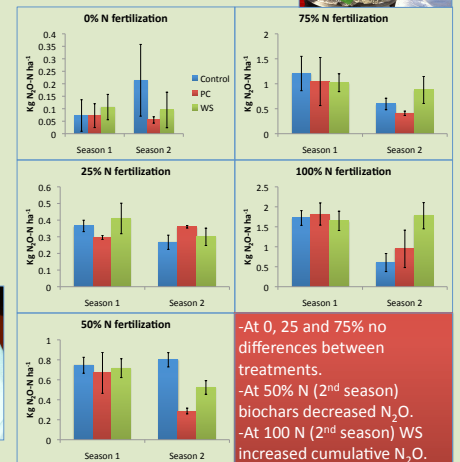 0% N fertilization
Kg N₂O-N ha⁻¹
0.4
0.35
0.3
0.25
0.2
0.15
0.1
0.05
0
Control
PC
WS
Season 1 Season 2
75% N fertilization
Kg N₂O-N ha⁻¹
2
1.5
1
0.5
0
Season 1 Season 2
25% N fertilization
Kg N₂O-N ha⁻¹
0.6
0.5
0.4
0.3
0.2
0.1
0
Season 1 Season 2
100% N fertilization
Kg N₂O-N ha⁻¹
2.5
2
1.5
1
0.5
0
Season 1 Season 2
50% N fertilization
Kg N₂O-N ha⁻¹
1
0.8
0.6
0.4
0.2
0
Season 1 Season 2
-At 0, 25 and 75% no
differences between
treatments.
-At 50% N (2ⁿᵈ season)
biochars decreased N₂O.
-At 100 N (2ⁿᵈ season) WS
increased cumulative N₂O.